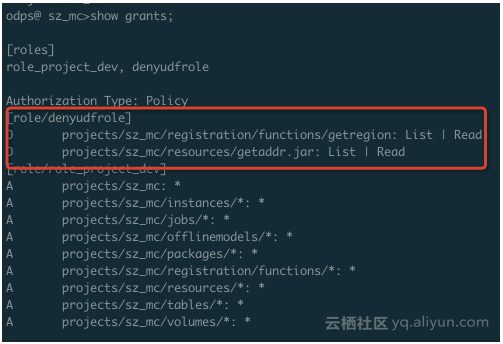 odps@ sz_mc>show grants;
[roles]
role_project_dev, denyudfrole
Authorization Type: Policy
[role/denyudfrole]
D projects/sz_mc/registration/functions/getregion: List | Read
D projects/sz_mc/resources/getaddr.jar: List | Read
[role/role_project_dev]
A projects/sz_mc: *
A projects/sz_mc/instances/*: *
A projects/sz_mc/jobs/*: *
A projects/sz_mc/offlinemodels/*: *
A projects/sz_mc/packages/*: *
A projects/sz_mc/registration/functions/*: *
A projects/sz_mc/resources/*: *
A projects/sz_mc/tables/*: *
A projects/sz_mc/volumes/*: *
云栖社区 yq.aliyun.com